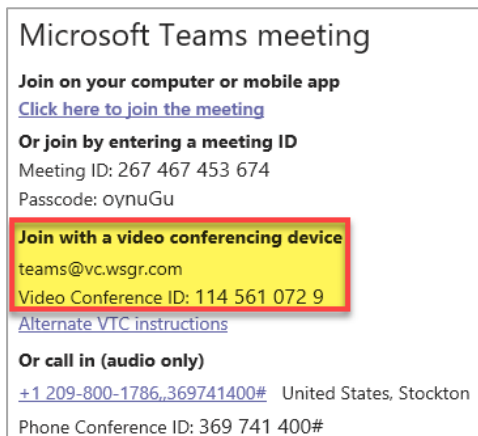 Microsoft Teams meeting
Join on your computer or mobile app
Click here to join the meeting
Or join by entering a meeting ID
Meeting ID: 267 467 453 674
Passcode: oynuGu
Join with a video conferencing device
teams@vc.wsgr.com
Video Conference ID: 114 561 072 9
Alternate VTC instructions
Or call in (audio only)
+1 209-800-1786,,369741400# United States, Stockton
Phone Conference ID: 369 741 400#